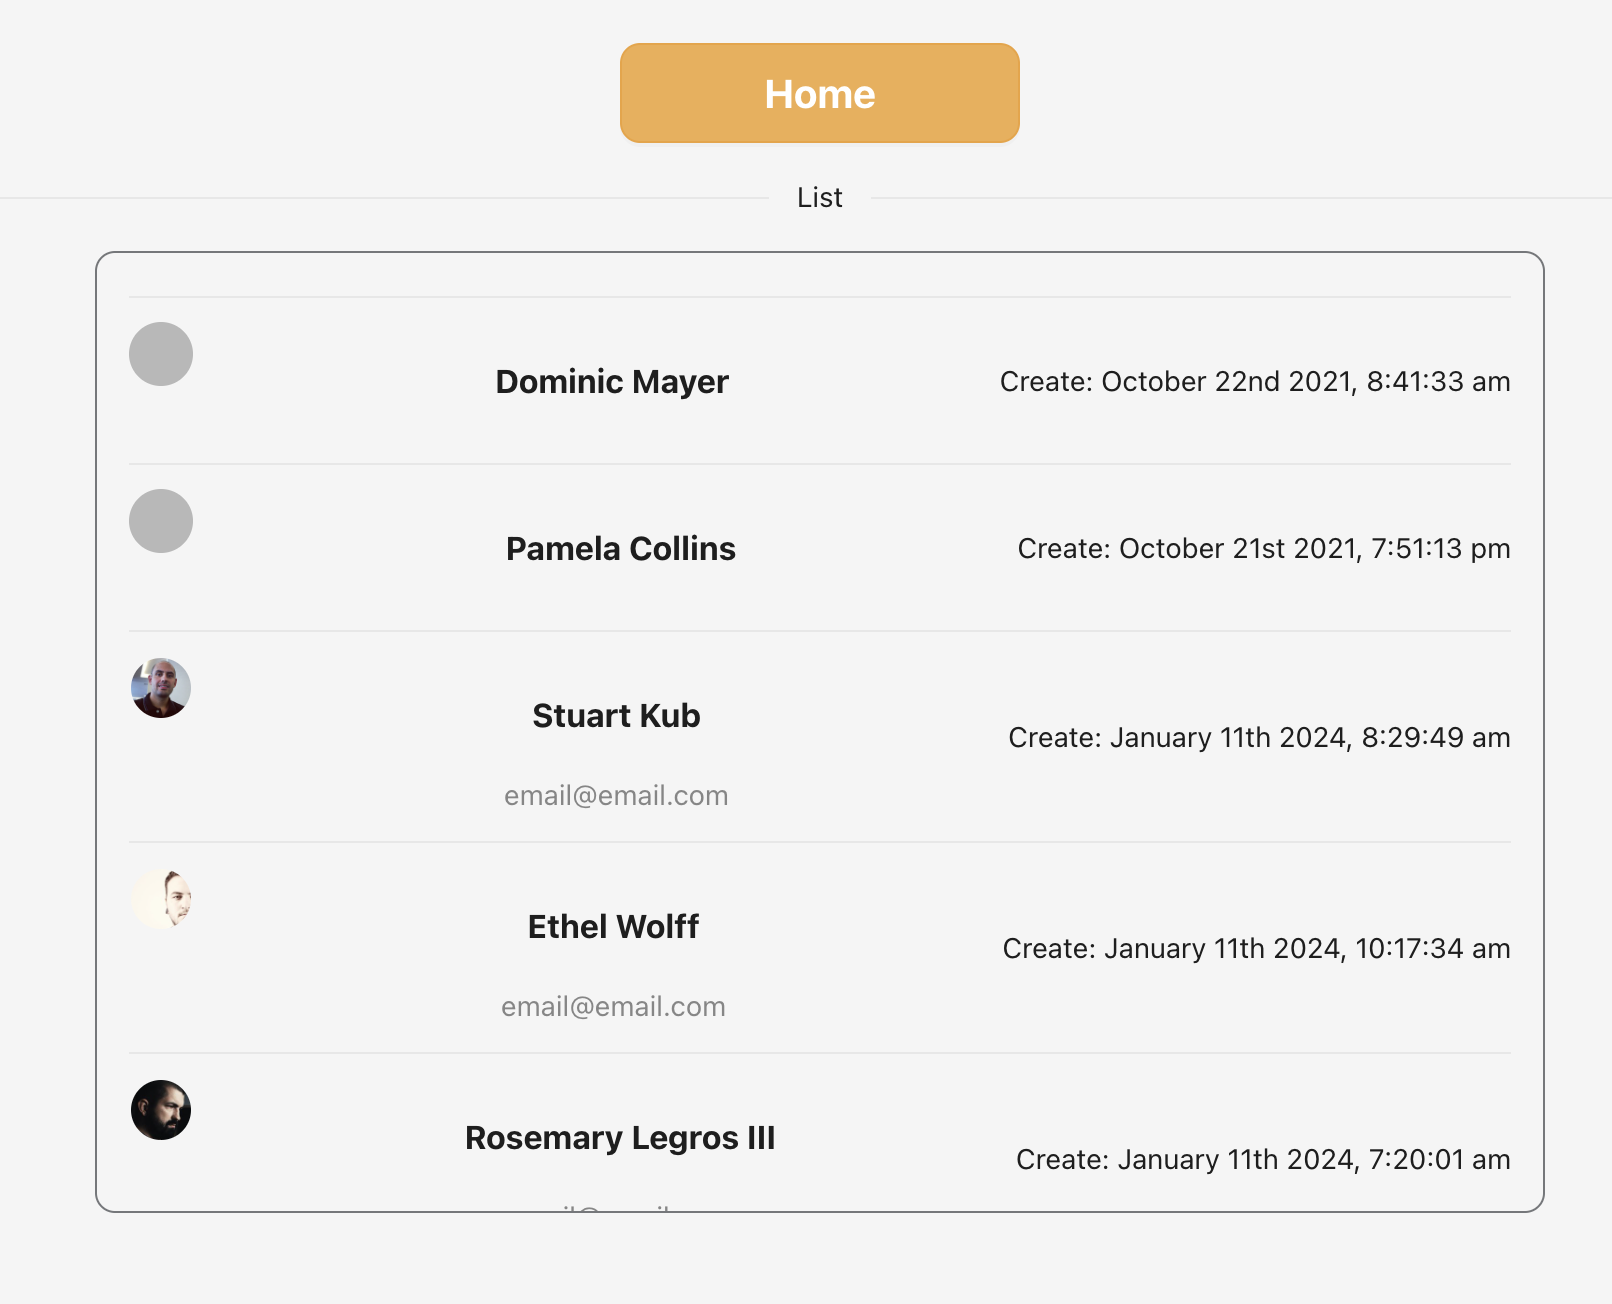 Home
List
Dominic Mayer
Create: October 22nd 2021, 8:41:33 am
Pamela Collins
Create: October 21st 2021, 7:51:13 pm
Stuart Kub
Create: January 11th 2024, 8:29:49 am
email@email.com
Ethel Wolff
Create: January 11th 2024, 10:17:34 am
email@email.com
Rosemary Legros III
Create: January 11th 2024, 7:20:01 am